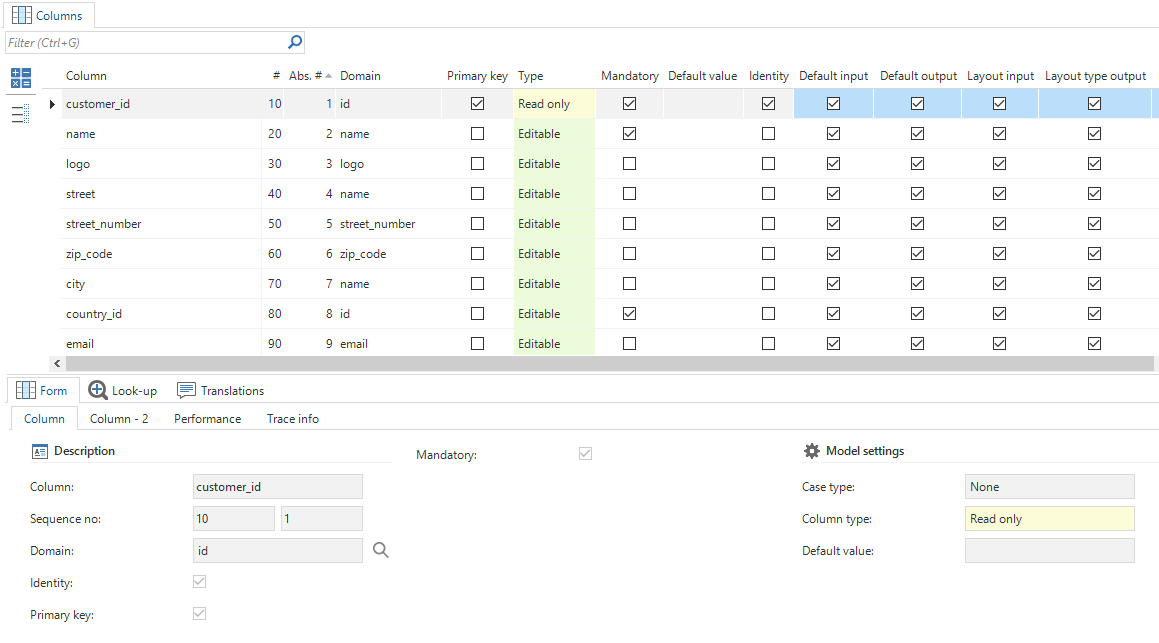 Columns
Filter (Ctrl+G)
Column # Abs. # Domain Primary key Type Mandatory Default value Identity Default input Default output Layout input Layout type output
customer_id 10 1 id Read only
name 20 2 name Editable
logo 30 3 logo Editable
street 40 4 name Editable
street_number 50 5 street_number Editable
zip_code 60 6 zip_code Editable
city 70 7 name Editable
country_id 80 8 id Editable
email 90 9 email Editable
Form Look-up Translations
Column Column - 2 Performance Trace info
Description Mandatory: Model settings
Column: customer_id Case type: None
Sequence no: 10 1 Column type: Read only
Domain: id Default value:
Identity:
Primary key: